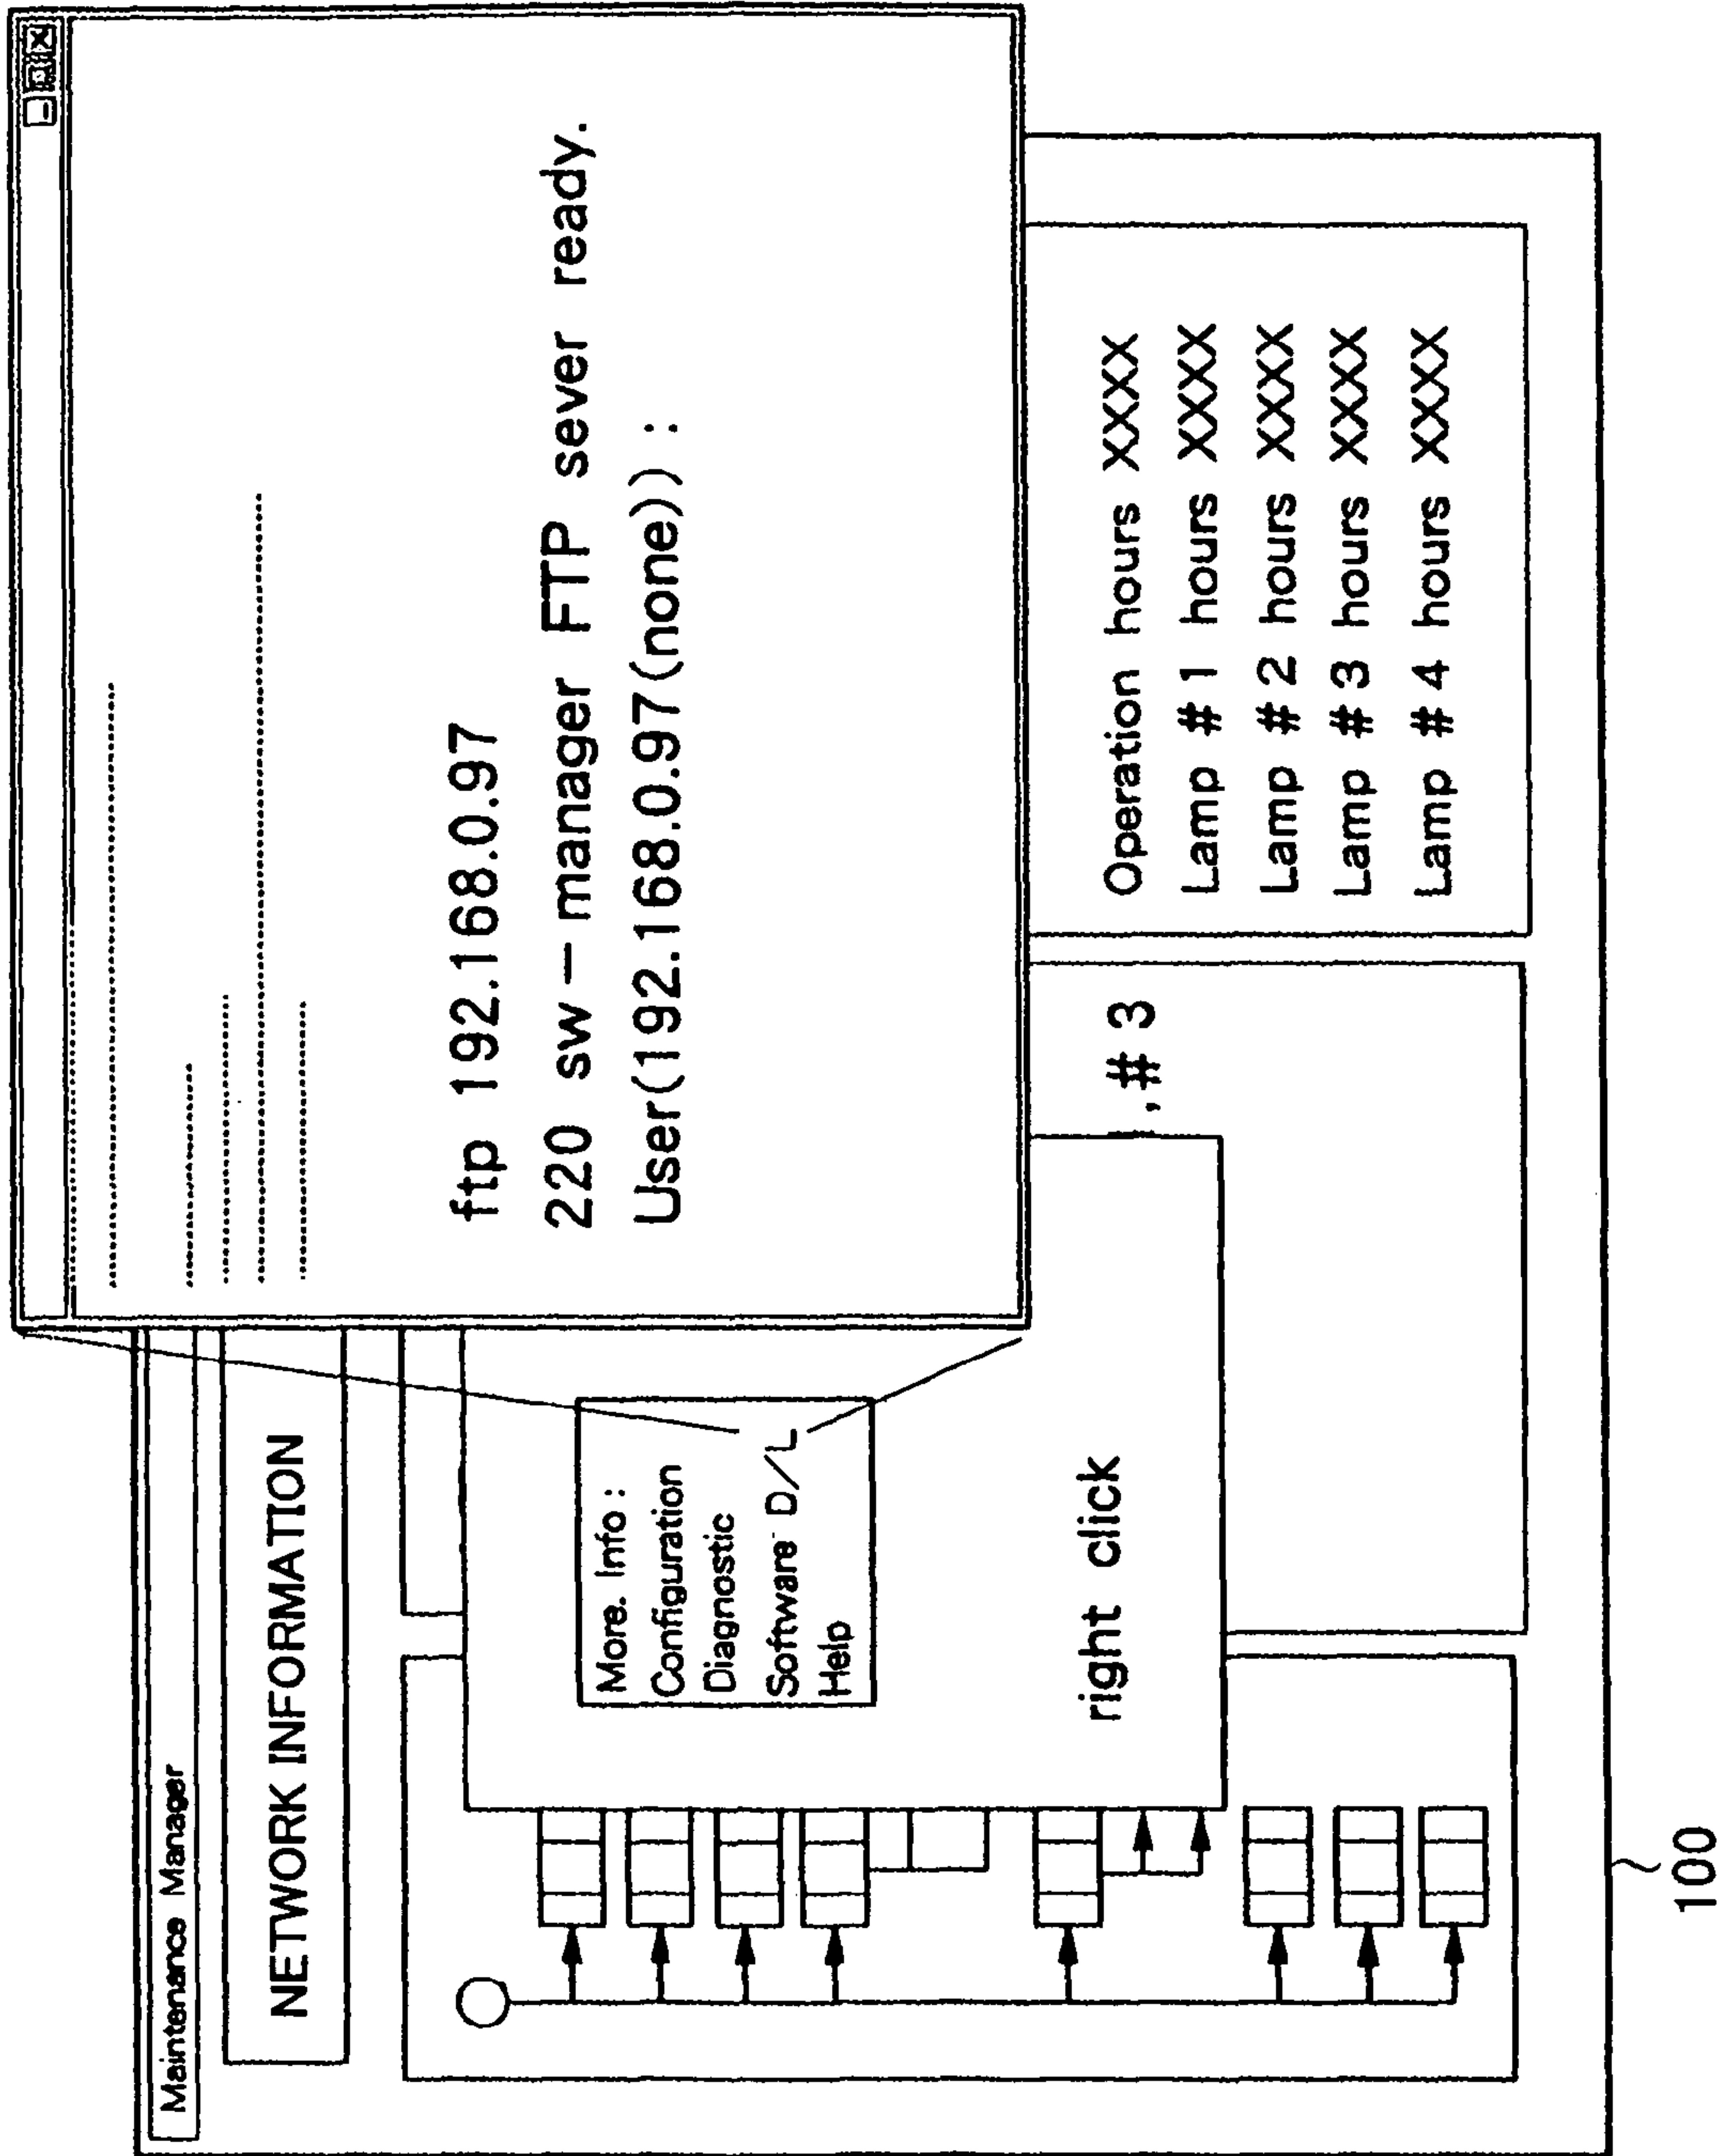 Maintenance Manager
NETWORK INFORMATION
More. Info :
Configuration
Diagnostic
Software D/L
Help
right click
ftp 192.168.0.97
220 sw-manager FTP sever ready.
User(192.168.0.97(none)) :
,#3
Operation hours XXXX
Lamp #1 hours XXXX
Lamp #2 hours XXXX
Lamp #3 hours XXXX
Lamp #4 hours XXXX
100